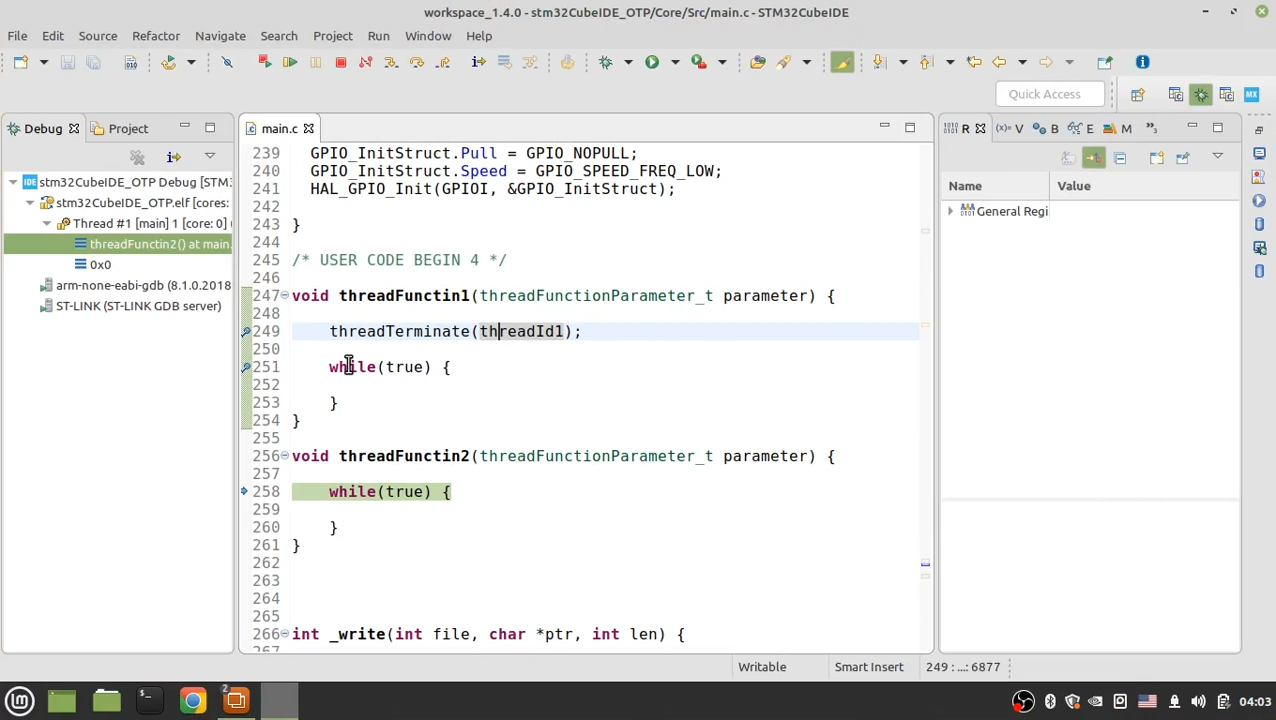 workspace_1.4.0 - stm32CubeIDE_OTP/Core/Src/main.c - STM32CubeIDE
File Edit Source Refactor Navigate Search Project Run Window Help
Quick Access
MX
Debug Project
main.c
R (x)= V B E M
stm32CubeIDE_OTP Debug [STM3
stm32CubeIDE_OTP.elf [cores:
Thread #1 [main] 1 [core: 0] (
threadFunctin2() at main.
0x0
arm-none-eabi-gdb (8.1.0.2018
ST-LINK (ST-LINK GDB server)
239 GPIO_InitStruct.Pull = GPIO_NOPULL;
240 GPIO_InitStruct.Speed = GPIO_SPEED_FREQ_LOW;
241 HAL_GPIO_Init(GPIOI, &GPIO_InitStruct);
242
243 }
244
245 /* USER CODE BEGIN 4 */
246
247 void threadFunctin1(threadFunctionParameter_t parameter) {
248
249 threadTerminate(threadId1);
250
251 while(true) {
252
253 }
254 }
255
256 void threadFunctin2(threadFunctionParameter_t parameter) {
257
258 while(true) {
259
260 }
261 }
262
263
264
265
266 int _write(int file, char *ptr, int len) {
267
Name Value
General Regi
Writable Smart Insert 249 : ...: 6877
2
04:03